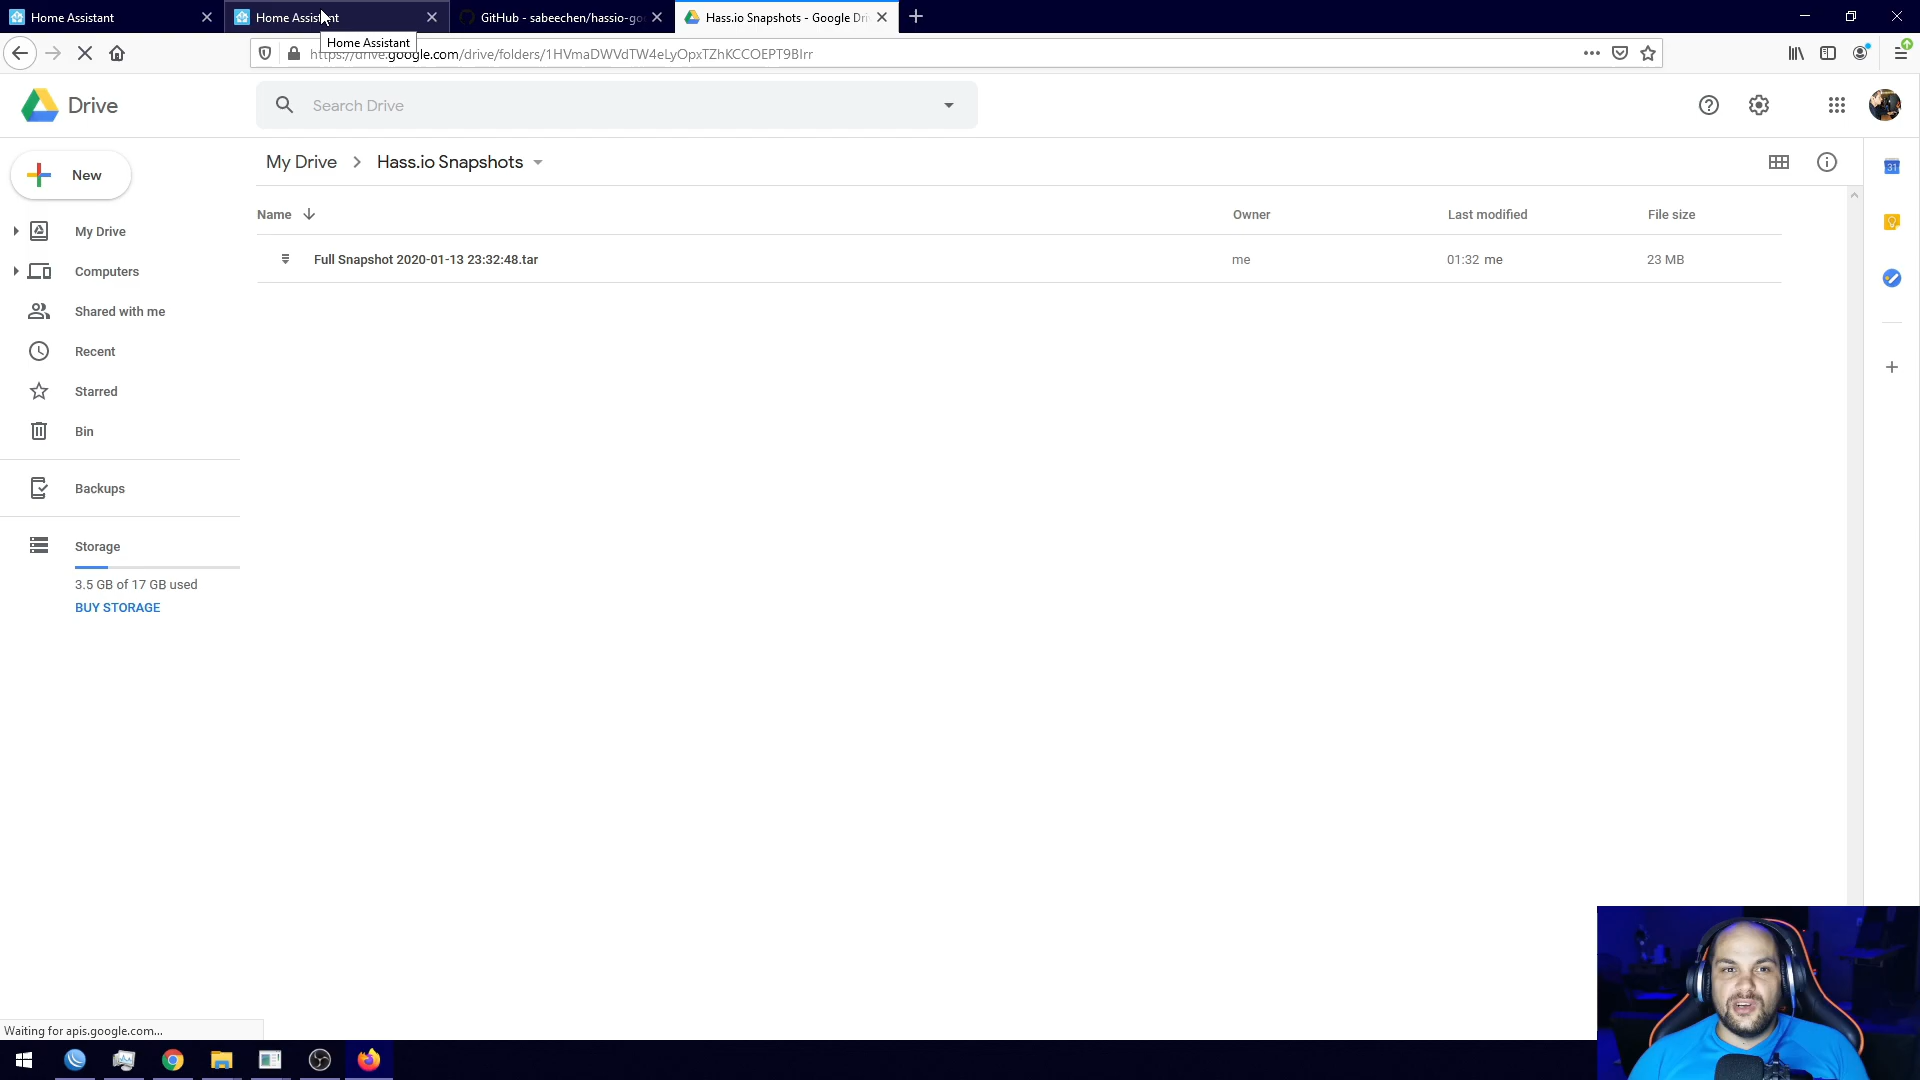 Home Assistant
Home Assistant
GitHub - sabeechen/hassio-go
Hass.io Snapshots - Google Dri
Home Assistant
https://drive.google.com/drive/folders/1HVmaDWVdTW4eLyOpxTZhKCCOEPT9BIrr
Drive
Search Drive
New
My Drive
Computers
Shared with me
Recent
Starred
Bin
Backups
Storage
3.5 GB of 17 GB used
BUY STORAGE
My Drive > Hass.io Snapshots
Name
Owner
Last modified
File size
Full Snapshot 2020-01-13 23:32:48.tar
me
01:32 me
23 MB
31
Waiting for apis.google.com...